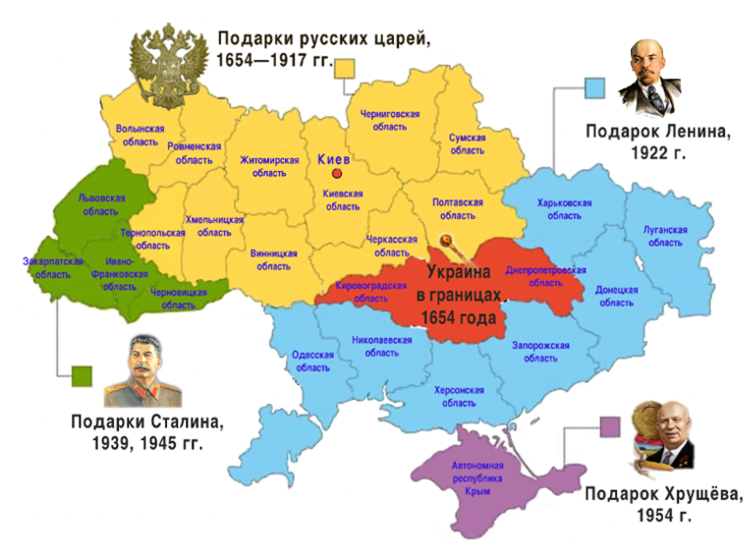 Подарки русских царей,
1654—1917 гг.
Подарок Ленина,
1922 г.
Волынская
область
Ровненская
область
Житомирская
область
Киев
Киевская
область
Черниговская
область
Сумская
область
Львовская
область
Тернопольская
область
Хмельницкая
область
Винницкая
область
Черкасская
область
Полтавская
область
Харьковская
область
Луганская
область
Закарпатская
область
Ивано-
Франковская
область
Черновицкая
область
Кировоградская
область
Украина
в границах
1654 года
Днепропетровская
область
Донецкая
область
Одесская
область
Николаевская
область
Запорожская
область
Херсонская
область
Автономная
республика
Крым
Подарки Сталина,
1939, 1945 гг.
Подарок Хрущёва,
1954 г.